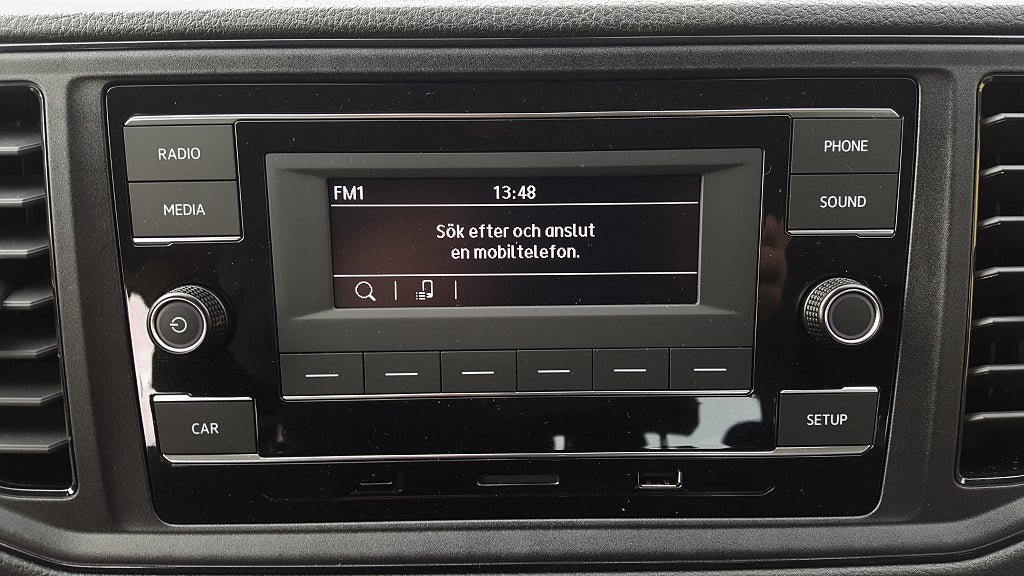 RADIO
MEDIA
PHONE
SOUND
FM1 13:48
Sök efter och anslut
en mobiltelefon.
CAR
SETUP